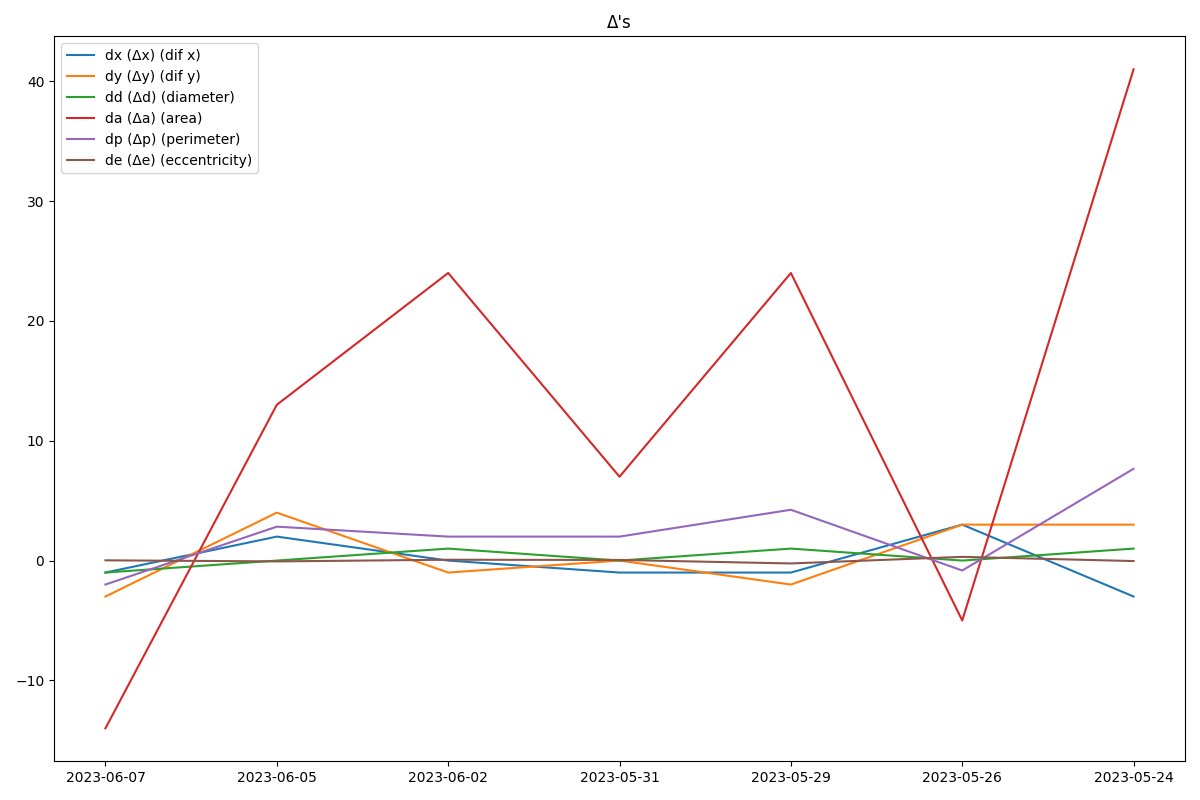 Δ's
dx (Δx) (dif x)
dy (Δy) (dif y)
dd (Δd) (diameter)
da (Δa) (area)
dp (Δp) (perimeter)
de (Δe) (eccentricity)
40
30
20
10
0
−10
2023-06-07 2023-06-05 2023-06-02 2023-05-31 2023-05-29 2023-05-26 2023-05-24